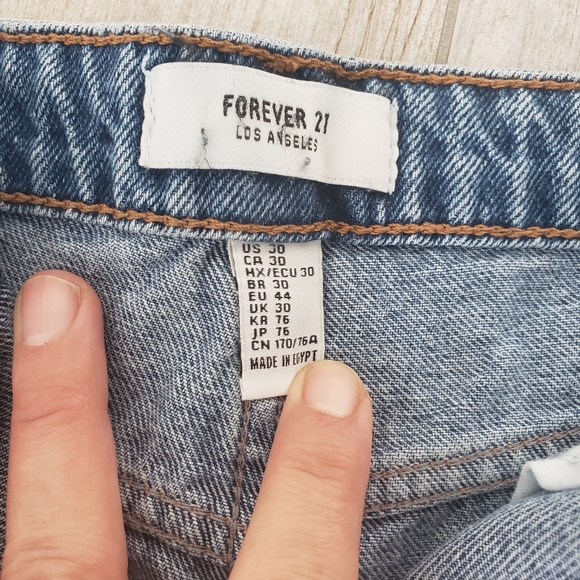 FOREVER 21
LOS ANGELES
US 30
CA 30
MX/ECU 30
BR 30
EU 44
UK 30
KR 76
JP 76
CN 170/76A
MADE IN EGYPT